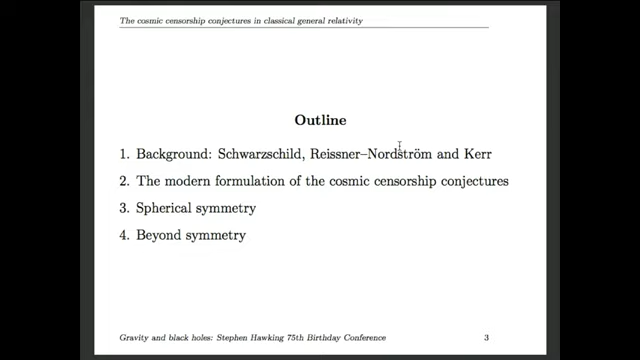 The cosmic censorship conjectures in classical general relativity
Outline
1. Background: Schwarzschild, Reissner–Nordström and Kerr
2. The modern formulation of the cosmic censorship conjectures
3. Spherical symmetry
4. Beyond symmetry
Gravity and black holes: Stephen Hawking 75th Birthday Conference 3